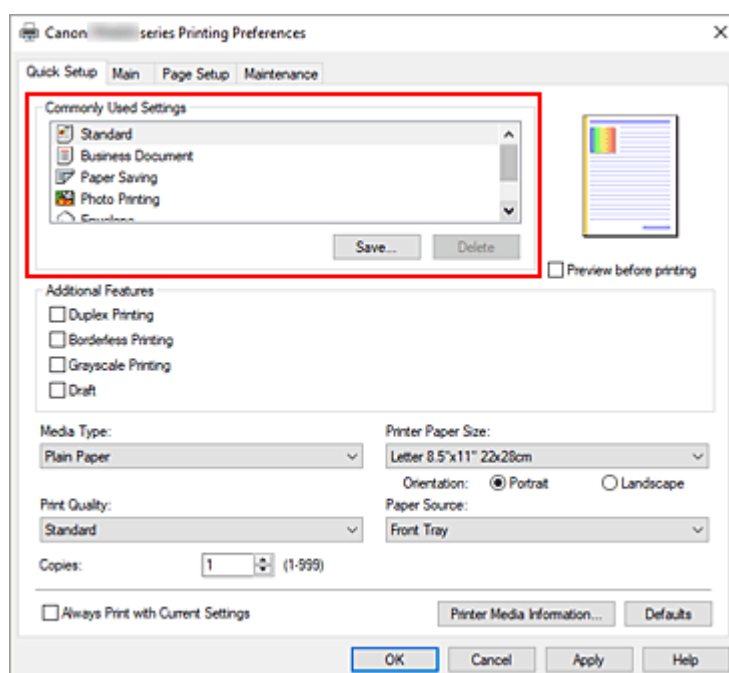 Canon series Printing Preferences
Quick Setup Main Page Setup Maintenance
Commonly Used Settings
Standard
Business Document
Paper Saving
Photo Printing
Save... Delete
Preview before printing
Additional Features
Duplex Printing
Borderless Printing
Grayscale Printing
Draft
Media Type: Printer Paper Size:
Plain Paper Letter 8.5"x11" 22x28cm
Orientation: Portrait Landscape
Print Quality: Paper Source:
Standard Front Tray
Copies: 1 (1-999)
Always Print with Current Settings Printer Media Information... Defaults
OK Cancel Apply Help